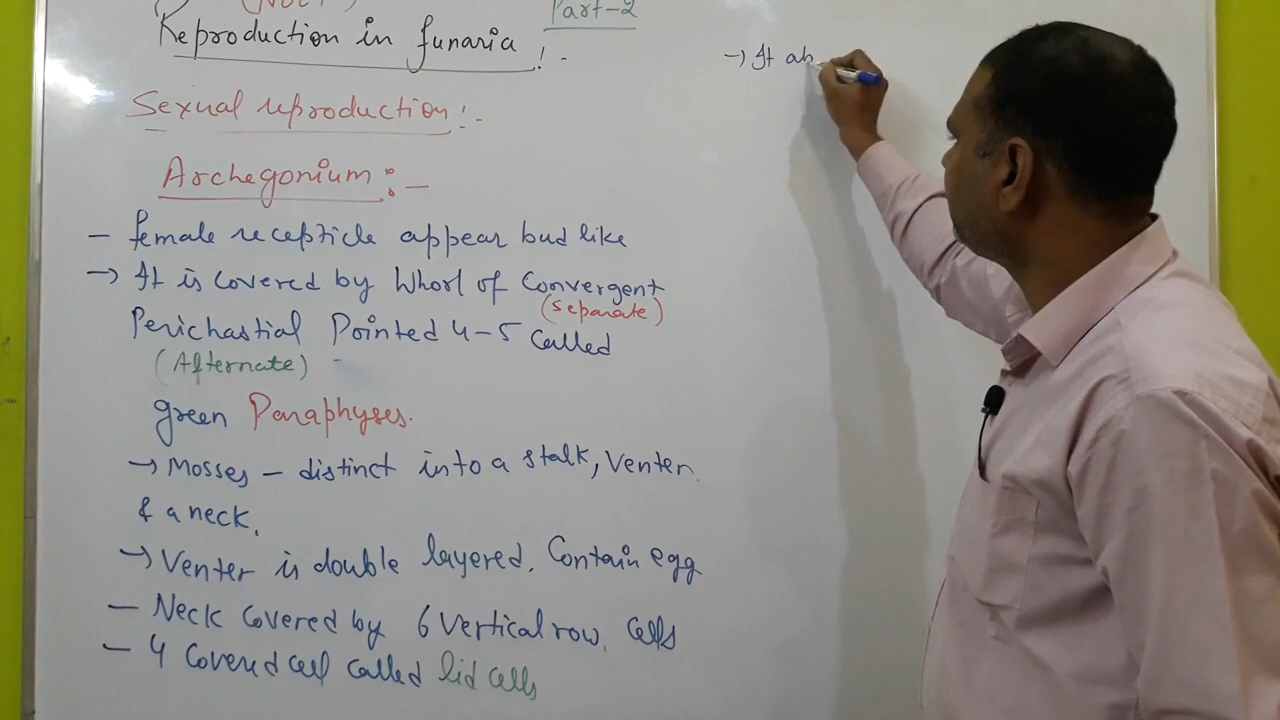 Part-2
Reproduction in funaria !-
Sexual reproduction !-
Archegonium :-
- female recepticle appear bud like
→ It is covered by Whorl of Convergent
(separate)
Perichastial Pointed 4-5 Called
(Alternate)
green Paraphyses.
→ Mosses - distinct into a stalk, Venter
& a neck.
→ Venter is double layered. Contain egg
- Neck covered by 6 vertical row. Cells
- 4 Covered cell called lid cells
→ It ab